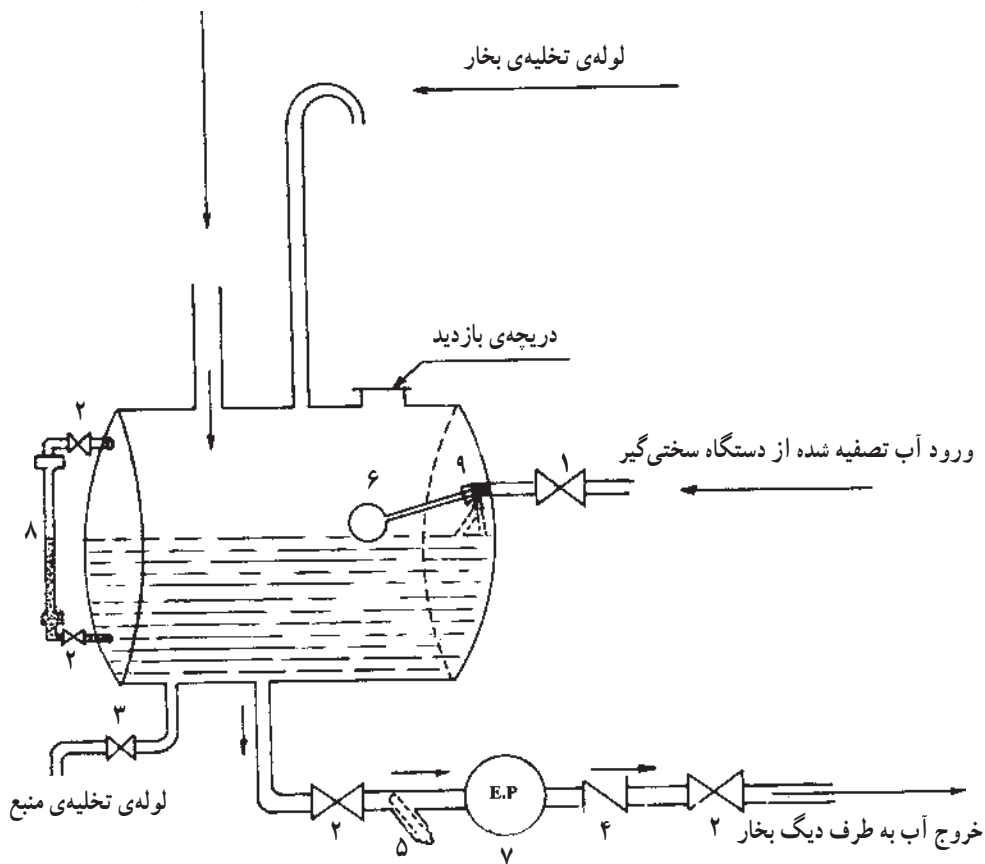 لوله‌ی تخلیه‌ی بخار
دریچه‌ی بازدید
۲
۶
۹
۱
ورود آب تصفیه شده از دستگاه سختی‌گیر
۸
۲
۳
لوله‌ی تخلیه‌ی منبع
۲
۵
E.P
۷
۴
۲
خروج آب به طرف دیگ بخار